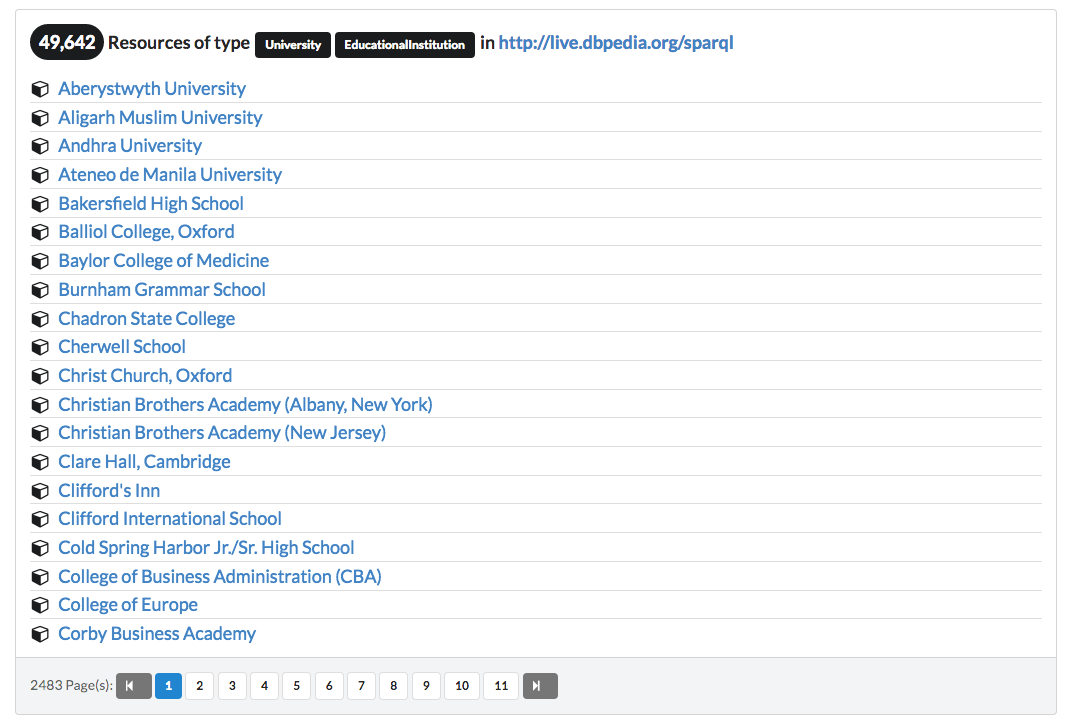 49,642 Resources of type University EducationalInstitution in http://live.dbpedia.org/sparql
Aberystwyth University
Aligarh Muslim University
Andhra University
Ateneo de Manila University
Bakersfield High School
Balliol College, Oxford
Baylor College of Medicine
Burnham Grammar School
Chadron State College
Cherwell School
Christ Church, Oxford
Christian Brothers Academy (Albany, New York)
Christian Brothers Academy (New Jersey)
Clare Hall, Cambridge
Clifford's Inn
Clifford International School
Cold Spring Harbor Jr./Sr. High School
College of Business Administration (CBA)
College of Europe
Corby Business Academy
2483 Page(s): 1 2 3 4 5 6 7 8 9 10 11